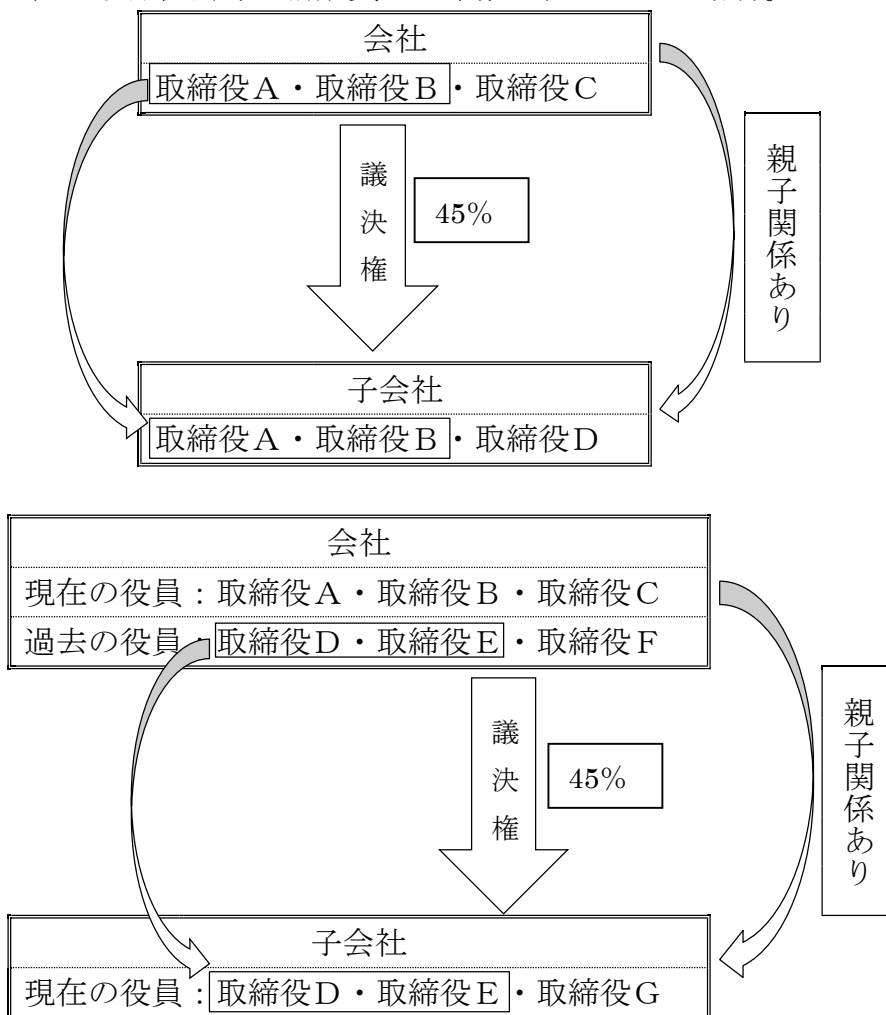 会社
取締役A・取締役B・取締役C
議決権
45%
親子関係あり
子会社
取締役A・取締役B・取締役D
会社
現在の役員：取締役A・取締役B・取締役C
過去の役員：取締役D・取締役E・取締役F
議決権
45%
親子関係あり
子会社
現在の役員：取締役D・取締役E・取締役G